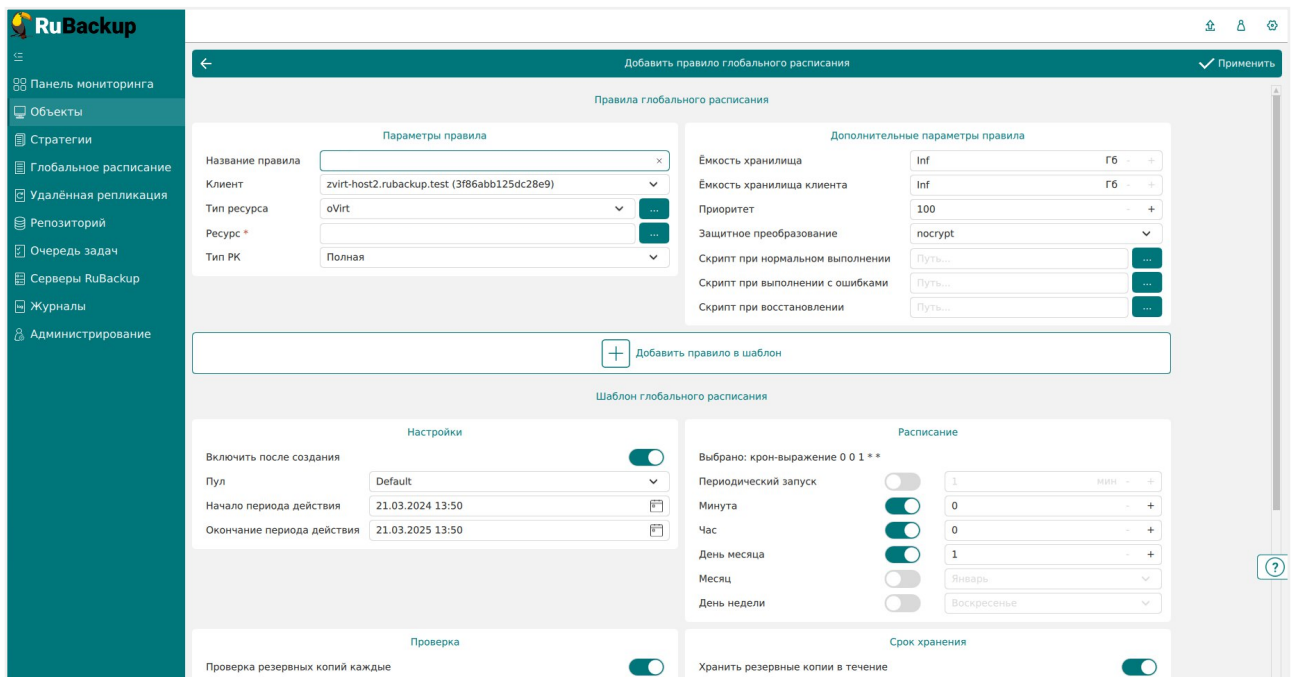 RuBackup
Панель мониторинга
Объекты
Стратегии
Глобальное расписание
Удалённая репликация
Репозиторий
Очередь задач
Серверы RuBackup
Журналы
Администрирование
Добавить правило глобального расписания
Применить
Правила глобального расписания
Параметры правила
Название правила
Клиент zvirt-host2.rubackup.test (3f86abb125dc28e9)
Тип ресурса oVirt ...
Ресурс * ...
Тип РК Полная
Дополнительные параметры правила
Ёмкость хранилища Inf Гб - +
Ёмкость хранилища клиента Inf Гб - +
Приоритет 100 - +
Защитное преобразование nocrypt
Скрипт при нормальном выполнении Путь... ...
Скрипт при выполнении с ошибками Путь... ...
Скрипт при восстановлении Путь... ...
Добавить правило в шаблон
Шаблон глобального расписания
Настройки
Включить после создания
Пул Default
Начало периода действия 21.03.2024 13:50
Окончание периода действия 21.03.2025 13:50
Расписание
Выбрано: крон-выражение 0 0 1 * *
Периодический запуск 1 мин - +
Минута 0 - +
Час 0 - +
День месяца 1 - +
Месяц Январь
День недели Воскресенье
?
Проверка
Проверка резервных копий каждые
Срок хранения
Хранить резервные копии в течение